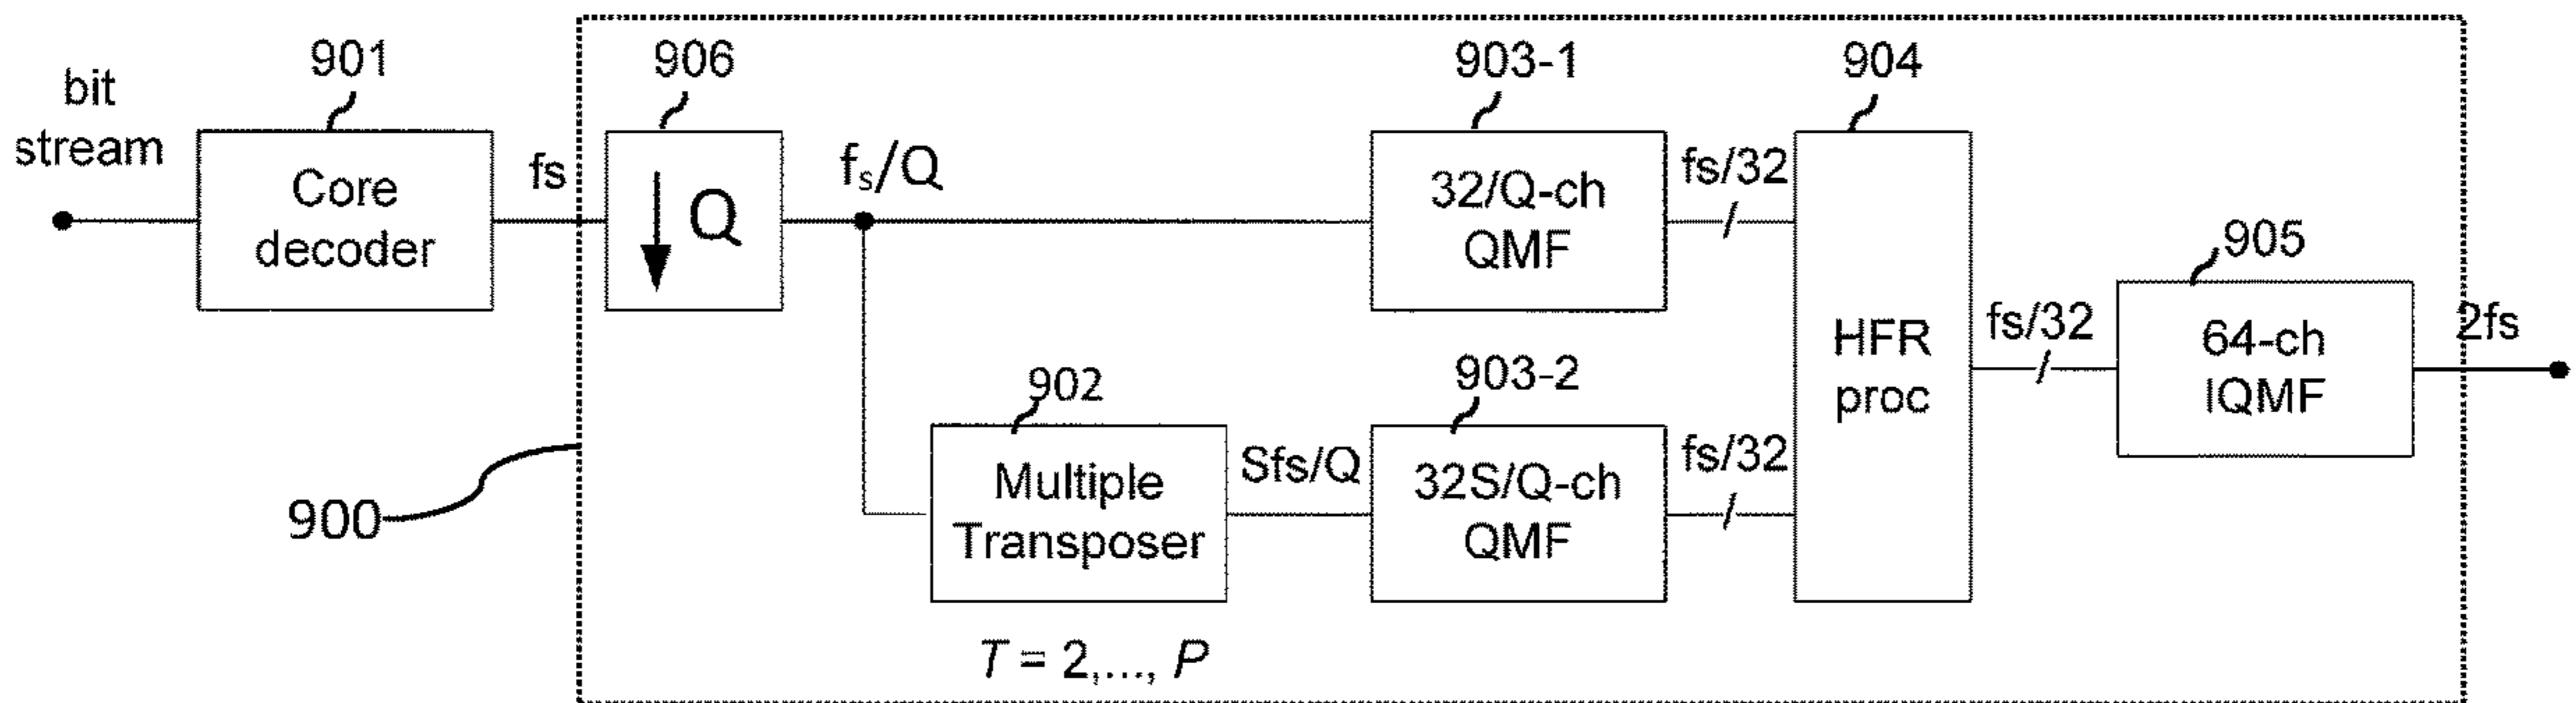 bit
stream
901
Core
decoder
fs
906
Q
fs/Q
903-1
32/Q-ch
QMF
fs/32
904
HFR
proc
902
Multiple
Transposer
T = 2,..., P
Sfs/Q
903-2
32S/Q-ch
QMF
fs/32
fs/32
905
64-ch
IQMF
2fs
900